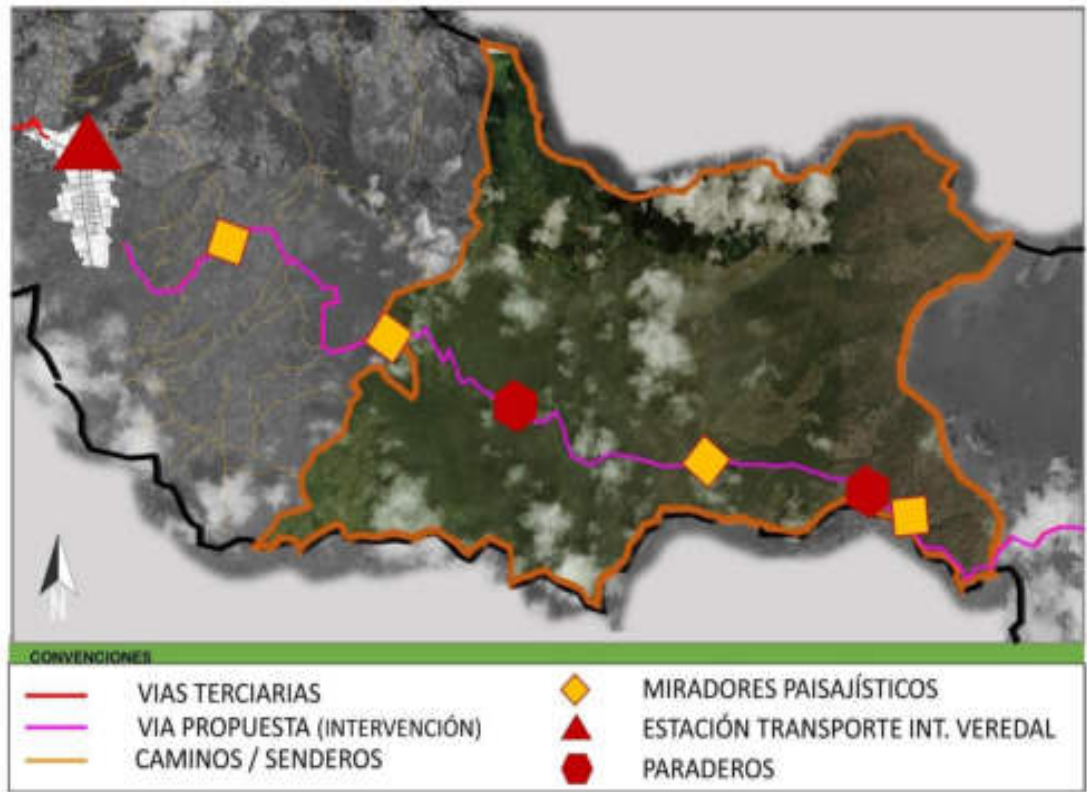 CONVENCIONES
VIAS TERCIARIAS
VIA PROPUESTA (INTERVENCIÓN)
CAMINOS / SENDEROS
MIRADORES PAISAJÍSTICOS
ESTACIÓN TRANSPORTE INT. VEREDAL
PARADEROS